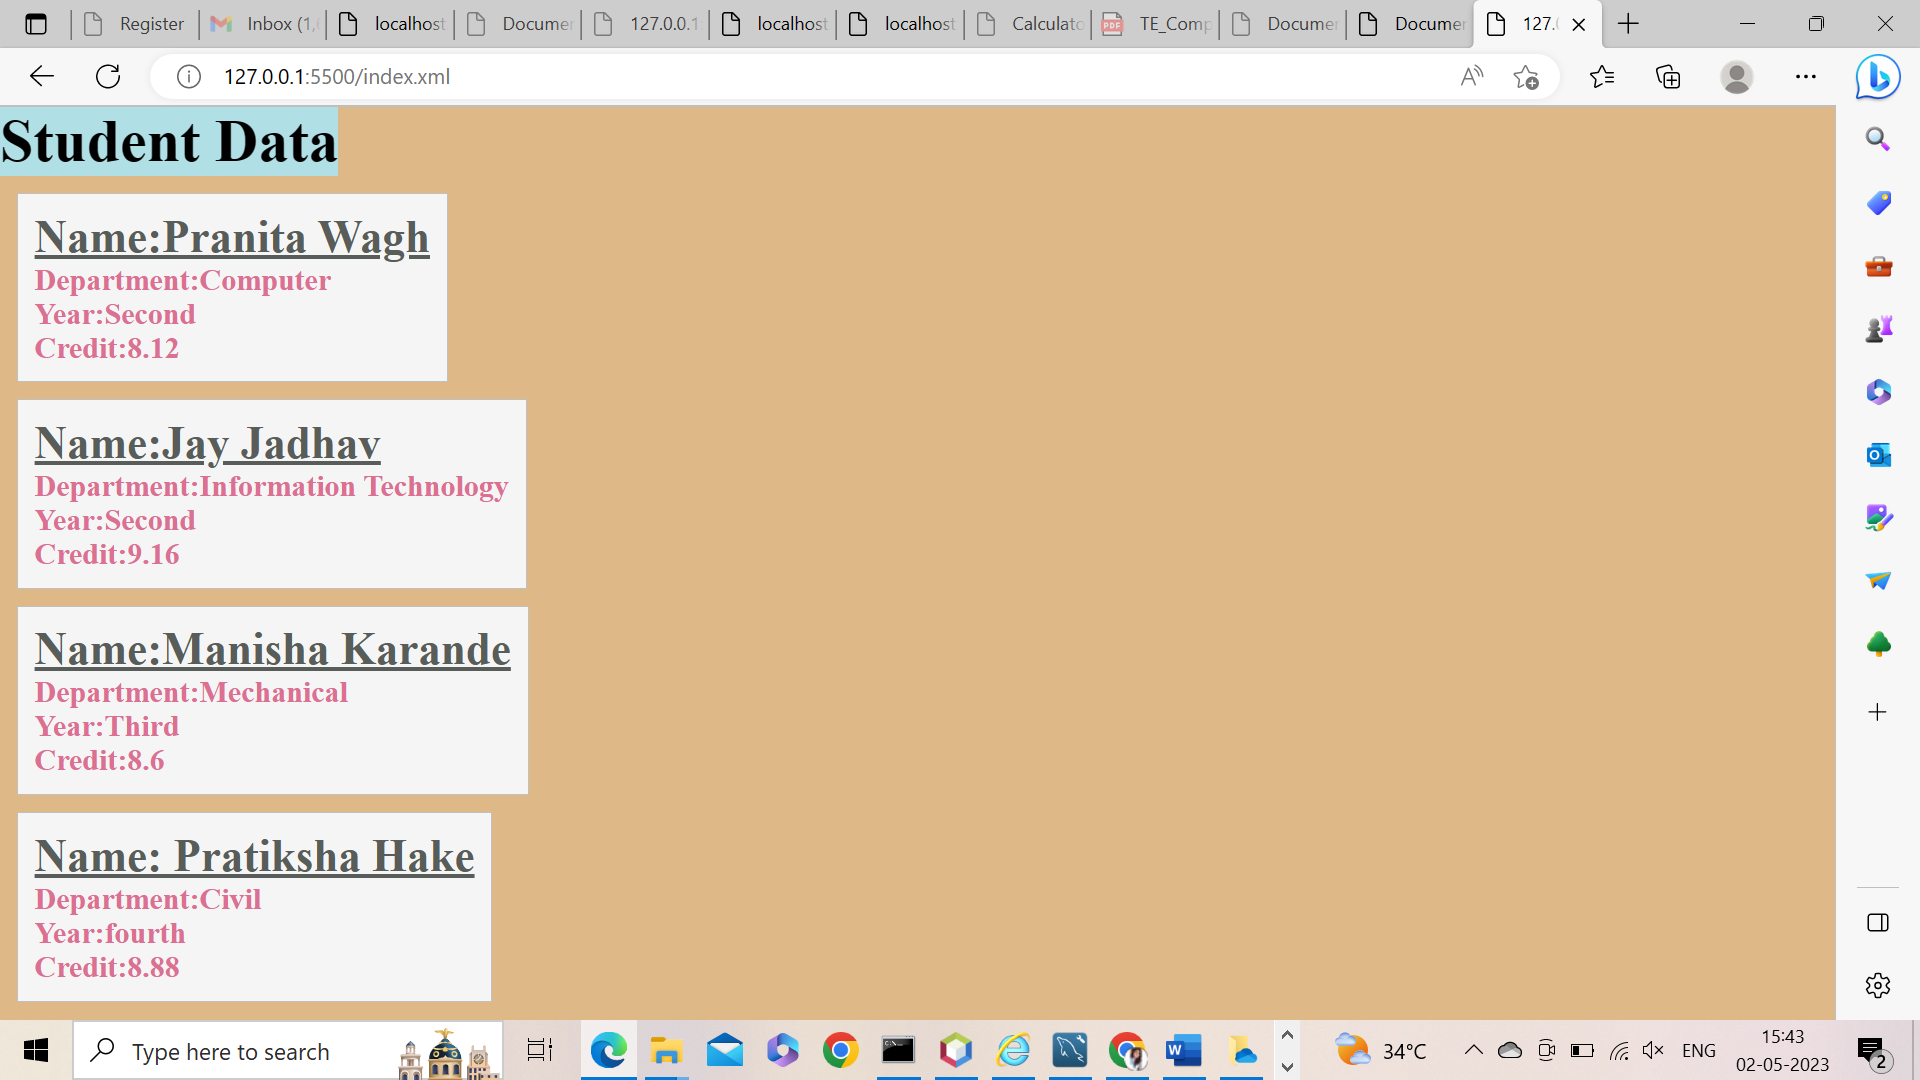 Register
Inbox (1,
localhost
Documen
127.0.0.1
localhost
localhost
Calculato
TE_Comp
Documen
Documen
127.
127.0.0.1:5500/index.xml
Student Data
Name:Pranita Wagh
Department:Computer
Year:Second
Credit:8.12
Name:Jay Jadhav
Department:Information Technology
Year:Second
Credit:9.16
Name:Manisha Karande
Department:Mechanical
Year:Third
Credit:8.6
Name: Pratiksha Hake
Department:Civil
Year:fourth
Credit:8.88
Type here to search
34°C
ENG
15:43
02-05-2023
2